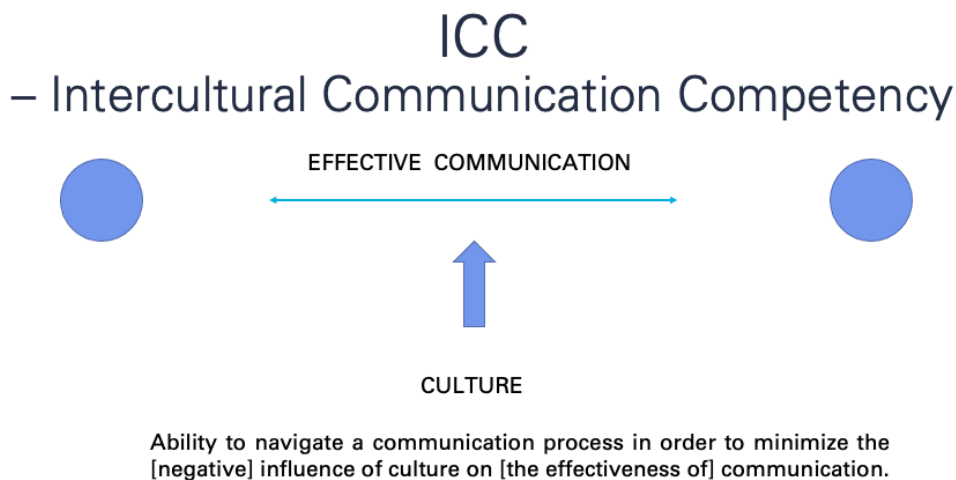 ICC
– Intercultural Communication Competency
EFFECTIVE COMMUNICATION
CULTURE
Ability to navigate a communication process in order to minimize the
[negative] influence of culture on [the effectiveness of] communication.